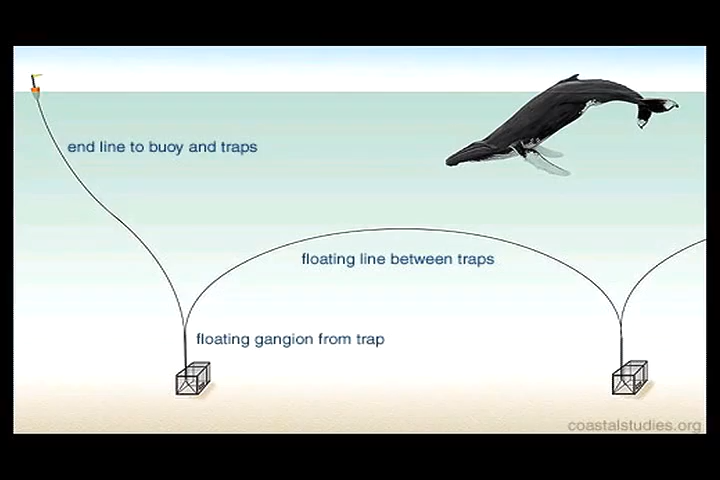 end line to buoy and traps
floating line between traps
floating gangion from trap
coastalstudies.org